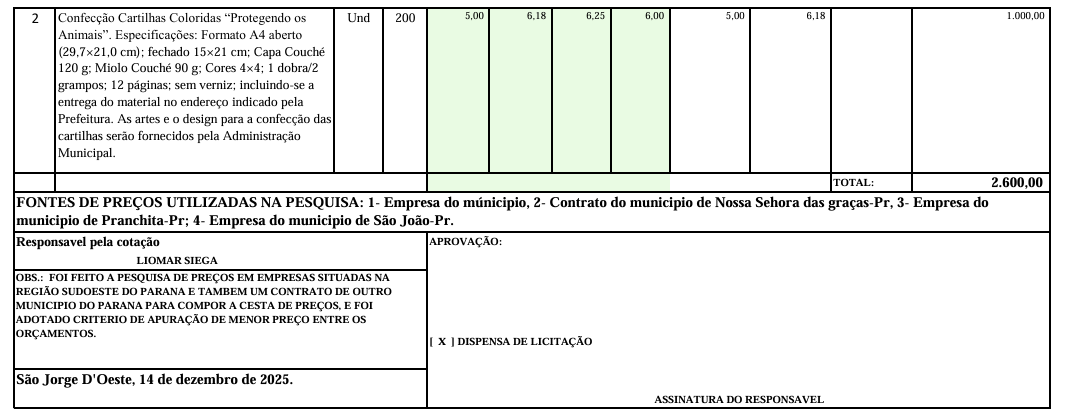 2 Confecção Cartilhas Coloridas “Protegendo os Und 200 5,00 6,18 6,25 6,00 5,00 6,18 1.000,00
Animais”. Especificações: Formato A4 aberto
(29,7×21,0 cm); fechado 15×21 cm; Capa Couché
120 g; Miolo Couché 90 g; Cores 4×4; 1 dobra/2
grampos; 12 páginas; sem verniz; incluindo-se a
entrega do material no endereço indicado pela
Prefeitura. As artes e o design para a confecção das
cartilhas serão fornecidos pela Administração
Municipal.
TOTAL: 2.600,00
FONTES DE PREÇOS UTILIZADAS NA PESQUISA: 1- Empresa do múnicipio, 2- Contrato do municipio de Nossa Sehora das graças-Pr, 3- Empresa do
municipio de Pranchita-Pr; 4- Empresa do municipio de São João-Pr.
Responsavel pela cotação
LIOMAR SIEGA
OBS.: FOI FEITO A PESQUISA DE PREÇOS EM EMPRESAS SITUADAS NA
REGIÃO SUDOESTE DO PARANA E TAMBEM UM CONTRATO DE OUTRO
MUNICIPIO DO PARANA PARA COMPOR A CESTA DE PREÇOS, E FOI
ADOTADO CRITERIO DE APURAÇÃO DE MENOR PREÇO ENTRE OS
ORÇAMENTOS.
São Jorge D'Oeste, 14 de dezembro de 2025.
APROVAÇÃO:
[ X ] DISPENSA DE LICITAÇÃO
ASSINATURA DO RESPONSAVEL